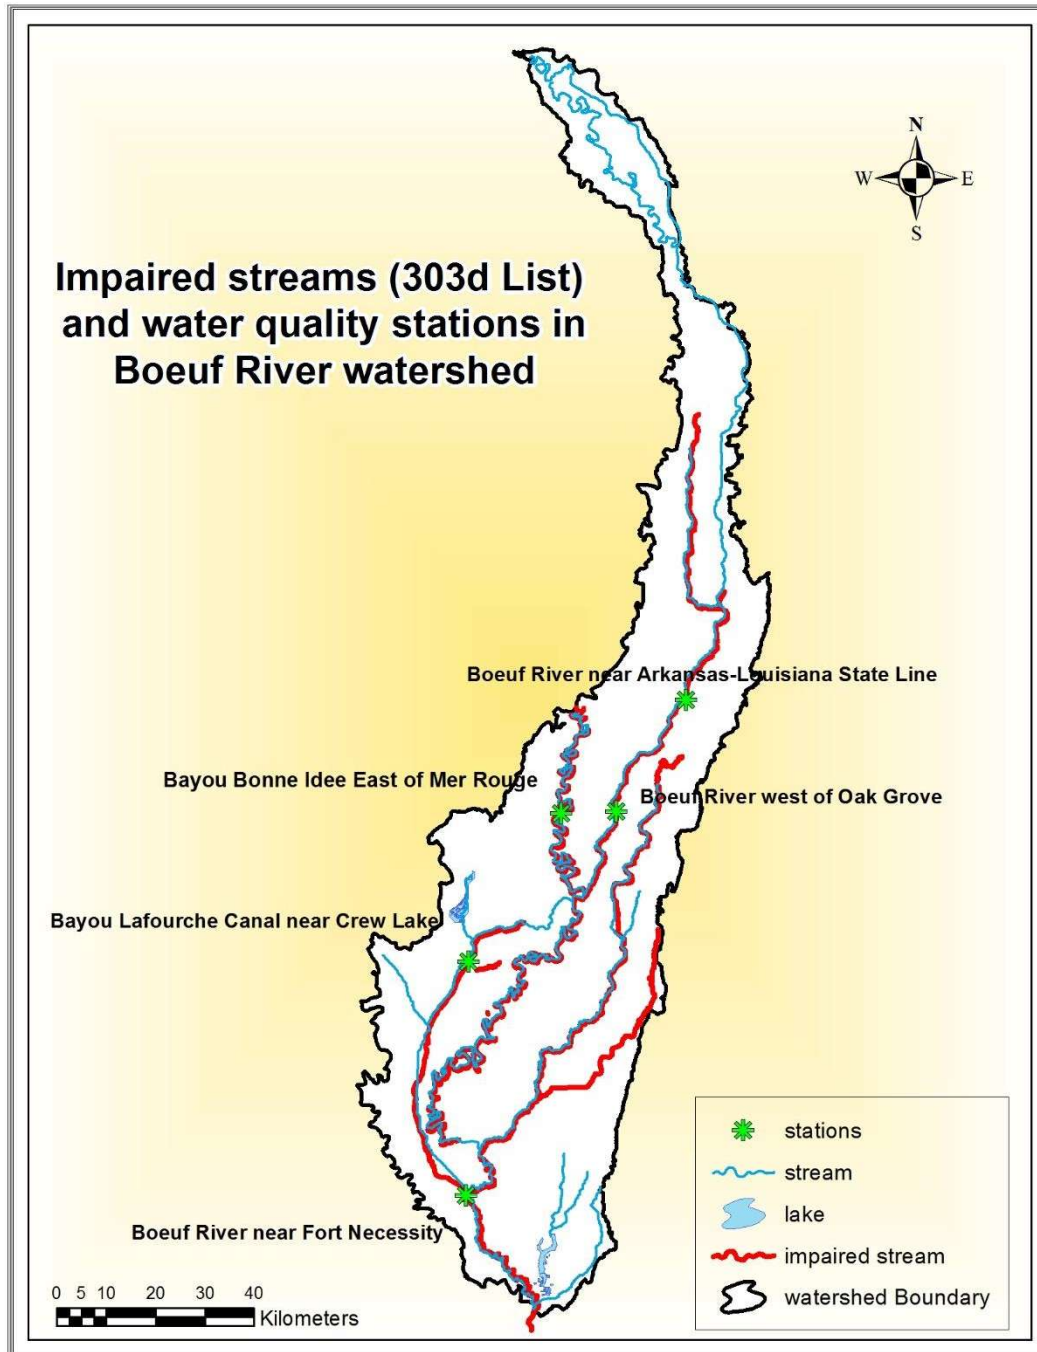 N
W E
S
Impaired streams (303d List)
and water quality stations in
Boeuf River watershed
Boeuf River near Arkansas-Louisiana State Line
Bayou Bonne Idee East of Mer Rouge
Boeuf River west of Oak Grove
Bayou Lafourche Canal near Crew Lake
Boeuf River near Fort Necessity
stations
stream
lake
impaired stream
watershed Boundary
0 5 10 20 30 40
Kilometers